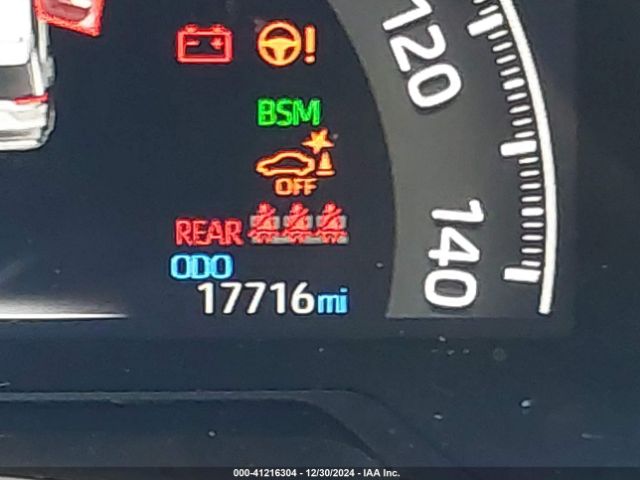 120
BSM
OFF
REAR
140
ODO
17716mi
000-41216304 - 12/30/2024 - IAA Inc.